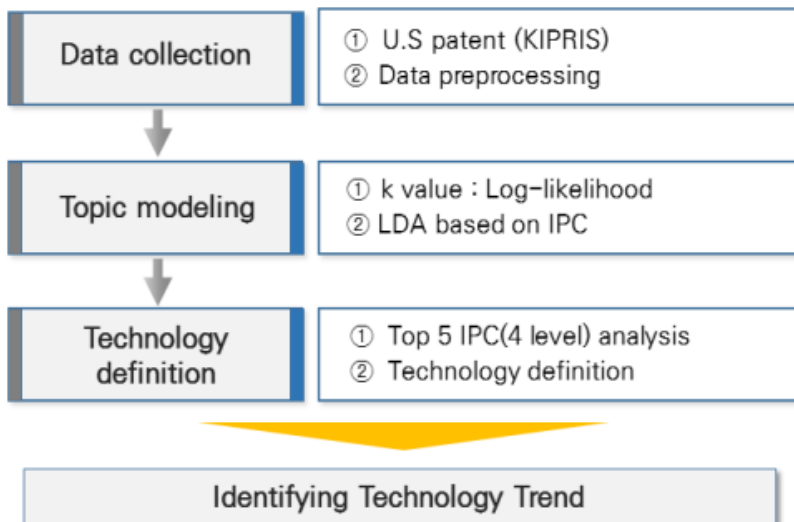 Data collection
① U.S patent (KIPRIS)
② Data preprocessing
Topic modeling
① k value : Log-likelihood
② LDA based on IPC
Technology
definition
① Top 5 IPC(4 level) analysis
② Technology definition
Identifying Technology Trend